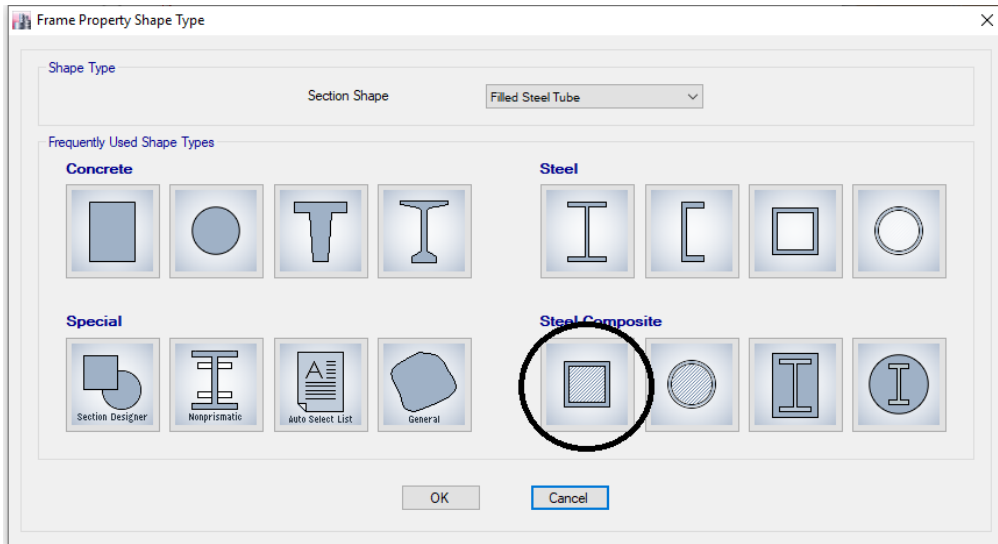 Frame Property Shape Type
Shape Type
Section Shape
Filled Steel Tube
Frequently Used Shape Types
Concrete
Steel
Special
Steel Composite
Section Designer
Nonprismatic
A
Auto Select List
General
OK
Cancel